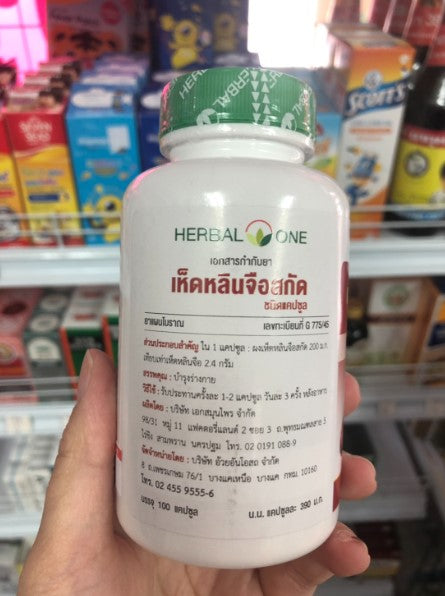 HERBAL ONE
เอกสารกำกับยา
เห็ดหลินจือสกัด
ชนิดแคปซูล
ยาแผนโบราณ เลขทะเบียนที่ G 775/45
ส่วนประกอบสำคัญ ใน 1 แคปซูล : ผงเห็ดหลินจือสกัด 200 มก.
เทียบเท่าเห็ดหลินจือ 2.4 กรัม
สรรพคุณ : บำรุงร่างกาย
วิธีใช้ : รับประทานครั้งละ 1-2 แคปซูล วันละ 3 ครั้ง หลังอาหาร
ผลิตโดย : บริษัท เอกสมุนไพร จำกัด
98/31 หมู่ 11 แฟคตอรี่แลนด์ 2 ซอย 3 ถ.พุทธมณฑลสาย 5
ไร่ขิง สามพราน นครปฐม โทร. 02 0191 088-9
จัดจำหน่ายโดย : บริษัท อ้วยอันโอสถ จำกัด
8 ถ.เพชรเกษม 76/1 บางแคเหนือ บางแค กทม. 10160
โทร. 02 455 9555-6
บรรจุ 100 แคปซูล น.น. แคปซูลละ 390 ม.ก.
SCOTT'S